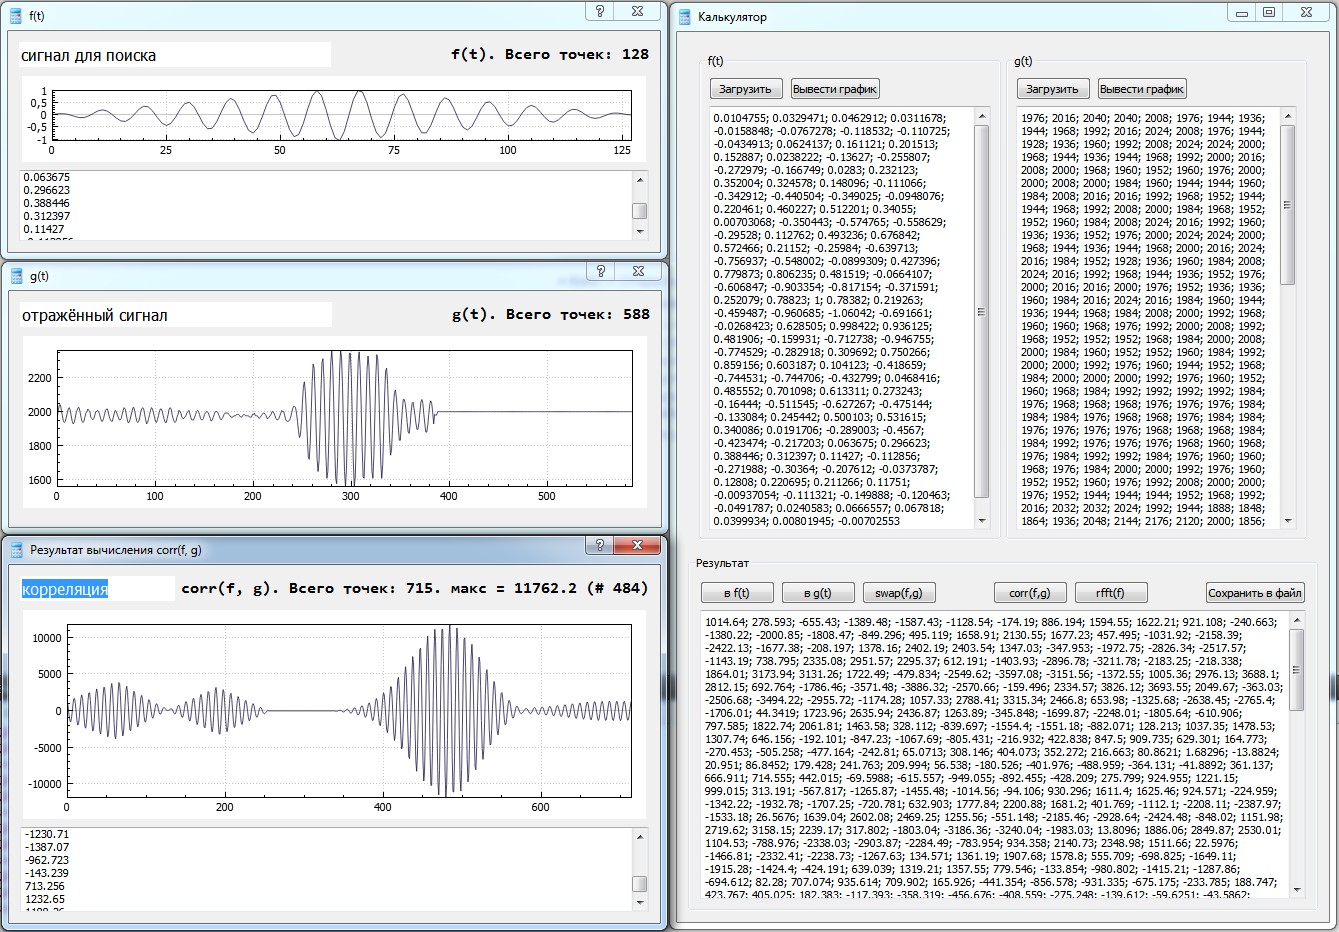 f(t)
сигнал для поиска
f(t). Всего точек: 128
1
0,5
0
-0,5
-1
0
25
50
75
100
125
0.063675
0.296623
0.388446
0.312397
0.11427
g(t)
отражённый сигнал
g(t). Всего точек: 588
2200
2000
1800
1600
0
100
200
300
400
500
Результат вычисления corr(f, g)
корреляция
corr(f, g). Всего точек: 715. макс = 11762.2 (# 484)
10000
5000
0
-5000
-10000
0
200
400
600
-1230.71
-1387.07
-962.723
-143.239
713.256
1232.65
Калькулятор
f(t)
Загрузить
Вывести график
0.0104755; 0.0329471; 0.0462912; 0.0311678;
-0.0158848; -0.0767278; -0.118532; -0.110725;
-0.0434913; 0.0624137; 0.161121; 0.201513;
0.152887; 0.0238222; -0.13627; -0.255807;
-0.272979; -0.166749; 0.0283; 0.232123;
0.352004; 0.324578; 0.148096; -0.111066;
-0.342912; -0.440504; -0.349025; -0.0948076;
0.220461; 0.460227; 0.512201; 0.34055;
0.00703068; -0.350443; -0.574765; -0.558629;
-0.29528; 0.112762; 0.493236; 0.676842;
0.572466; 0.21152; -0.25984; -0.639713;
-0.756937; -0.548002; -0.0899309; 0.427396;
0.779873; 0.806235; 0.481519; -0.0664107;
-0.606847; -0.903354; -0.817154; -0.371591;
0.252079; 0.78823; 1; 0.78382; 0.219263;
-0.459487; -0.960685; -1.06042; -0.691661;
-0.0268423; 0.628505; 0.998422; 0.936125;
0.481906; -0.159931; -0.712738; -0.946755;
-0.774529; -0.282918; 0.309692; 0.750266;
0.859156; 0.603187; 0.104123; -0.418659;
-0.744531; -0.744706; -0.432799; 0.0468416;
0.485552; 0.701098; 0.613311; 0.273243;
-0.16444; -0.511545; -0.627267; -0.475144;
-0.133084; 0.245442; 0.500103; 0.531615;
0.340086; 0.0191706; -0.289003; -0.4567;
-0.423474; -0.217203; 0.063675; 0.296623;
0.388446; 0.312397; 0.11427; -0.112856;
-0.271988; -0.30364; -0.207612; -0.0373787;
0.12808; 0.220695; 0.211266; 0.11751;
-0.00937054; -0.111321; -0.149888; -0.120463;
-0.0491787; 0.0240583; 0.0666557; 0.067818;
0.0399934; 0.00801945; -0.00702553
g(t)
Загрузить
Вывести график
1976; 2016; 2040; 2040; 2008; 1976; 1944; 1936;
1944; 1968; 1992; 2016; 2024; 2008; 1976; 1944;
1928; 1936; 1960; 1992; 2008; 2024; 2024; 2000;
1968; 1944; 1936; 1944; 1968; 1992; 2000; 2016;
2008; 2000; 1968; 1960; 1952; 1960; 1976; 2000;
2000; 2008; 2000; 1984; 1960; 1944; 1944; 1960;
1984; 2008; 2016; 2016; 1992; 1968; 1952; 1944;
1944; 1968; 1992; 2008; 2000; 1984; 1968; 1952;
1952; 1960; 1984; 2008; 2024; 2016; 1992; 1960;
1936; 1936; 1952; 1976; 2000; 2024; 2024; 2000;
1968; 1944; 1936; 1944; 1968; 2000; 2016; 2024;
2016; 1984; 1952; 1928; 1936; 1960; 1984; 2008;
2024; 2016; 1992; 1968; 1944; 1936; 1952; 1976;
2000; 2016; 2016; 2000; 1976; 1952; 1936; 1936;
1960; 1984; 2016; 2024; 2016; 1984; 1960; 1944;
1936; 1944; 1968; 1984; 2008; 2000; 1992; 1968;
1960; 1960; 1968; 1976; 1992; 2000; 2008; 1992;
1968; 1952; 1952; 1952; 1968; 1984; 2000; 2008;
2000; 1984; 1960; 1952; 1952; 1960; 1984; 1992;
2000; 2000; 1992; 1976; 1960; 1944; 1952; 1968;
1984; 2000; 2000; 2000; 1992; 1976; 1960; 1952;
1960; 1968; 1984; 1992; 1992; 1992; 1992; 1984;
1976; 1968; 1968; 1968; 1976; 1976; 1976; 1984;
1984; 1984; 1976; 1968; 1968; 1976; 1984; 1984;
1984; 1976; 1968; 1968; 1968; 1968; 1968; 1984;
1984; 1992; 1976; 1976; 1976; 1968; 1960; 1968;
1976; 1984; 1992; 1992; 1984; 1976; 1960; 1960;
1968; 1976; 1984; 2000; 2000; 1992; 1976; 1960;
1952; 1952; 1960; 1976; 1992; 2008; 2000; 2000;
1976; 1952; 1944; 1944; 1944; 1952; 1968; 1992;
2016; 2032; 2032; 2024; 1992; 1944; 1888; 1848;
1864; 1936; 2048; 2144; 2176; 2120; 2000; 1856;
Результат
в f(t)
в g(t)
swap(f,g)
corr(f,g)
rfft(f)
Сохранить в файл
1014.64; 278.593; -655.43; -1389.48; -1587.43; -1128.54; -174.19; 886.194; 1594.55; 1622.21; 921.108; -240.663;
-1380.22; -2000.85; -1808.47; -849.296; 495.119; 1658.91; 2130.55; 1677.23; 457.495; -1031.92; -2158.39;
-2422.13; -1677.38; -208.197; 1378.16; 2402.19; 2403.54; 1347.03; -347.953; -1972.75; -2826.34; -2517.57;
-1143.19; 738.795; 2335.08; 2951.57; 2295.37; 612.191; -1403.93; -2896.78; -3211.78; -2183.25; -218.338;
1864.01; 3173.94; 3131.26; 1722.49; -479.834; -2549.62; -3597.08; -3151.56; -1372.55; 1005.36; 2976.13; 3688.1;
2812.15; 692.764; -1786.46; -3571.48; -3886.32; -2570.66; -159.496; 2334.57; 3826.12; 3693.55; 2049.67; -363.03;
-2506.68; -3494.22; -2955.72; -1174.28; 1057.33; 2788.41; 3315.34; 2466.8; 653.98; -1325.68; -2638.45; -2765.4;
-1706.01; 44.3419; 1723.96; 2635.94; 2436.87; 1263.89; -345.848; -1699.87; -2248.01; -1805.64; -610.906;
797.585; 1822.74; 2061.81; 1463.58; 328.112; -839.697; -1554.4; -1551.18; -882.071; 128.213; 1037.35; 1478.53;
1307.74; 646.156; -192.101; -847.23; -1067.69; -805.431; -216.932; 422.838; 847.5; 909.735; 629.301; 164.773;
-270.453; -505.258; -477.164; -242.81; 65.0713; 308.146; 404.073; 352.272; 216.663; 80.8621; 1.68296; -13.8824;
20.951; 86.8452; 179.428; 241.763; 209.994; 56.538; -180.526; -401.976; -488.959; -364.131; -41.8892; 361.137;
666.911; 714.555; 442.015; -69.5988; -615.557; -949.055; -892.455; -428.209; 275.799; 924.955; 1221.15;
999.015; 313.191; -567.817; -1265.87; -1455.48; -1014.56; -94.106; 930.296; 1611.4; 1625.46; 924.571; -224.959;
-1342.22; -1932.78; -1707.25; -720.781; 632.903; 1777.84; 2200.88; 1681.2; 401.769; -1112.1; -2208.11; -2387.97;
-1533.18; 26.5676; 1639.04; 2602.08; 2469.25; 1255.56; -551.148; -2185.46; -2928.64; -2424.48; -848.02; 1151.98;
2719.62; 3158.15; 2239.17; 317.802; -1803.04; -3186.36; -3240.04; -1983.03; 13.8096; 1886.06; 2849.87; 2530.01;
1104.53; -788.976; -2338.03; -2903.87; -2284.49; -783.954; 934.358; 2140.73; 2348.98; 1511.66; 22.5976;
-1466.81; -2332.41; -2238.73; -1267.63; 134.571; 1361.19; 1907.68; 1578.8; 555.709; -698.825; -1649.11;
-1915.28; -1424.4; -424.191; 639.039; 1319.21; 1357.55; 779.546; -133.854; -980.802; -1415.21; -1287.86;
-694.612; 82.28; 707.074; 935.614; 709.902; 165.926; -441.354; -856.578; -931.335; -675.175; -233.785; 188.747;
423.767; 405.025; 182.383; -117.393; -358.319; -456.676; -408.559; -275.248; -139.612; -59.6251; -43.5862;